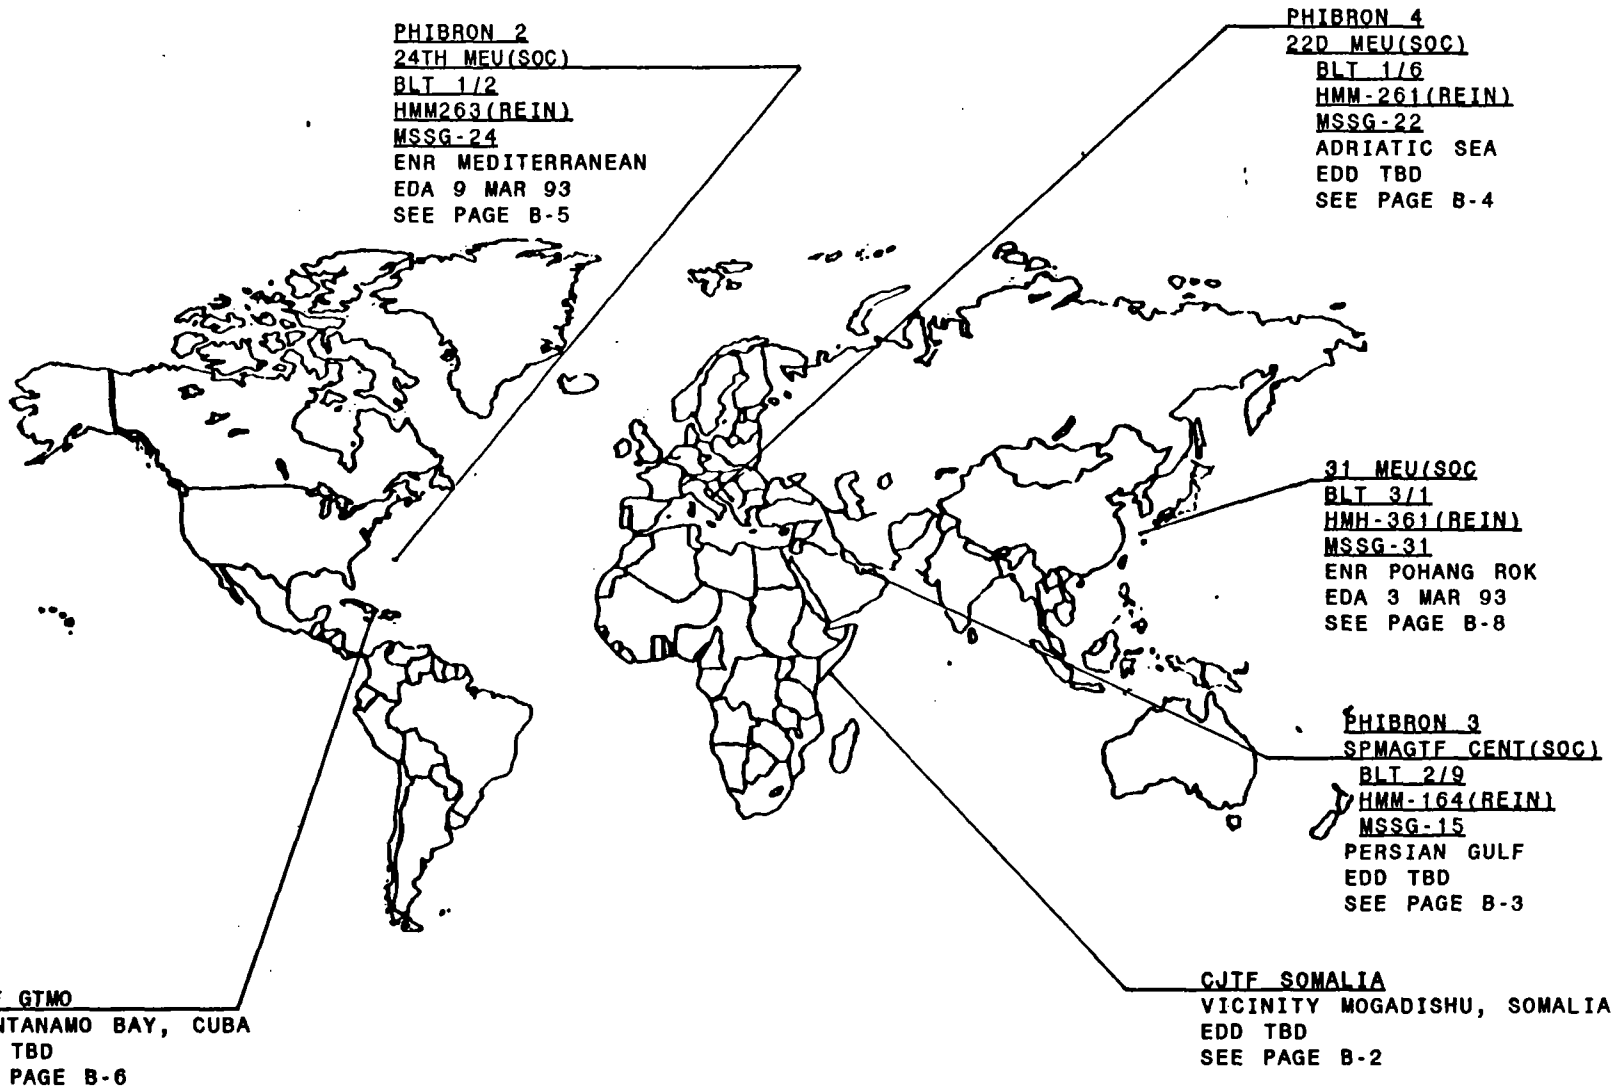 PHIBRON 2
24TH MEU(SOC)
BLT 1/2
HMM263(REIN)
MSSG-24
ENR MEDITERRANEAN
EDA 9 MAR 93
SEE PAGE B-5
PHIBRON 4
22D MEU(SOC)
BLT 1/6
HMM-261(REIN)
MSSG-22
ADRIATIC SEA
EDD TBD
SEE PAGE B-4
31 MEU(SOC
BLT 3/1
HMH-361(REIN)
MSSG-31
ENR POHANG ROK
EDA 3 MAR 93
SEE PAGE B-8
PHIBRON 3
SPMAGTF CENT(SOC)
BLT 2/9
HMM-164(REIN)
MSSG-15
PERSIAN GULF
EDD TBD
SEE PAGE B-3
CJTF SOMALIA
VICINITY MOGADISHU, SOMALIA
EDD TBD
SEE PAGE B-2
GTMO
NTANAMO BAY, CUBA
TBD
PAGE B-6